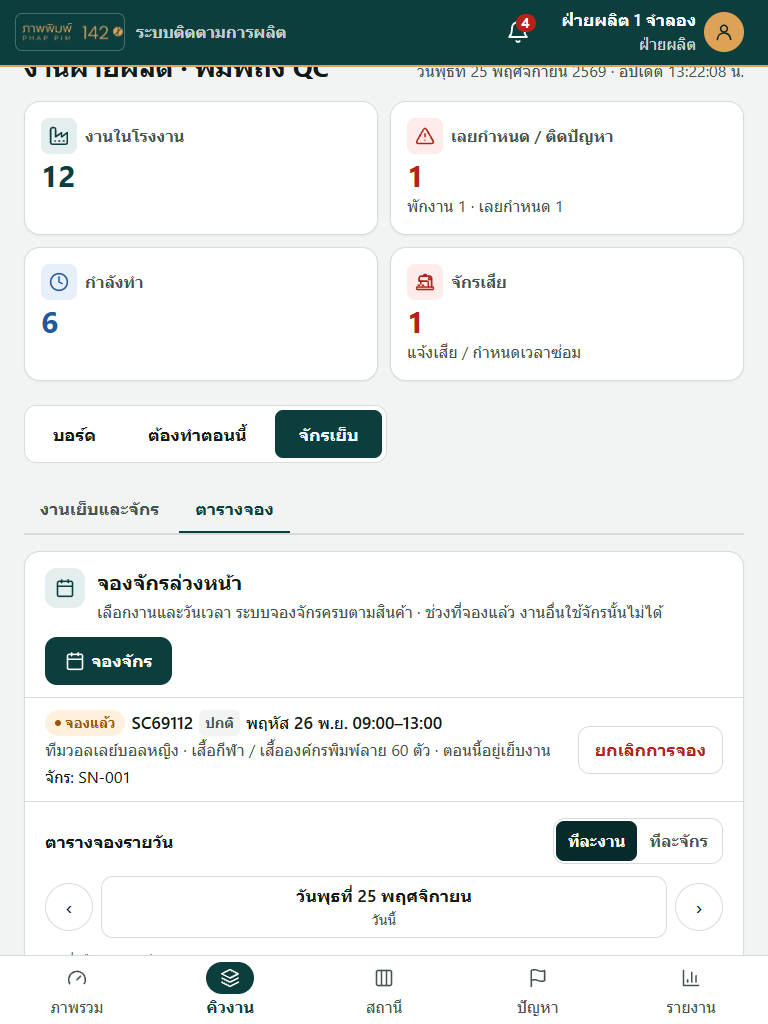 ภาพพิมพ์ 142
PHAP PIM
ระบบติดตามการผลิต
4
ฝ่ายผลิต 1 จำลอง
ฝ่ายผลิต
งานฝ่ายผลิต · พิมพ์ถึง QC
วันพุธที่ 25 พฤศจิกายน 2569 · อัปเดต 13:22:08 น.
งานในโรงงาน
12
เลยกำหนด / ติดปัญหา
1
พักงาน 1 · เลยกำหนด 1
กำลังทำ
6
จักรเสีย
1
แจ้งเสีย / กำหนดเวลาซ่อม
บอร์ด
ต้องทำตอนนี้
จักรเย็บ
งานเย็บและจักร
ตารางจอง
จองจักรล่วงหน้า
เลือกงานและวันเวลา ระบบจองจักรครบตามสินค้า · ช่วงที่จองแล้ว งานอื่นใช้จักรนั้นไม่ได้
จองจักร
จองแล้ว SC69112 ปกติ พฤหัส 26 พ.ย. 09:00–13:00
ทีมวอลเลย์บอลหญิง · เสื้อกีฬา / เสื้อองค์กรพิมพ์ลาย 60 ตัว · ตอนนี้อยู่เย็บงาน
จักร: SN-001
ยกเลิกการจอง
ตารางจองรายวัน
ทีละงาน
ทีละจักร
‹
วันพุธที่ 25 พฤศจิกายน
วันนี้
›
ภาพรวม
คิวงาน
สถานี
ปัญหา
รายงาน